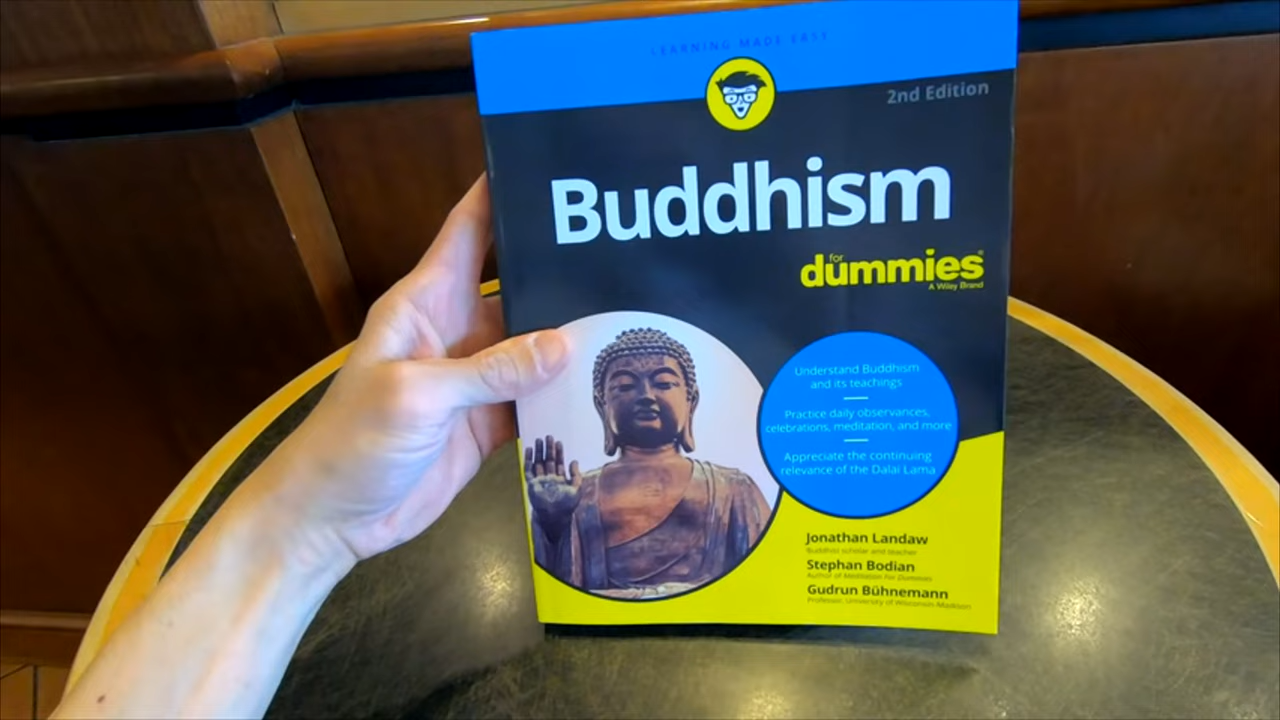 LEARNING MADE EASY
2nd Edition
Buddhism
for
dummies®
A Wiley Brand
Understand Buddhism
and its teachings
Practice daily observances,
celebrations, meditation, and more
Appreciate the continuing
relevance of the Dalai Lama
Jonathan Landaw
Buddhist scholar and teacher
Stephan Bodian
Author of Meditation For Dummies
Gudrun Bühnemann
Professor, University of Wisconsin-Madison